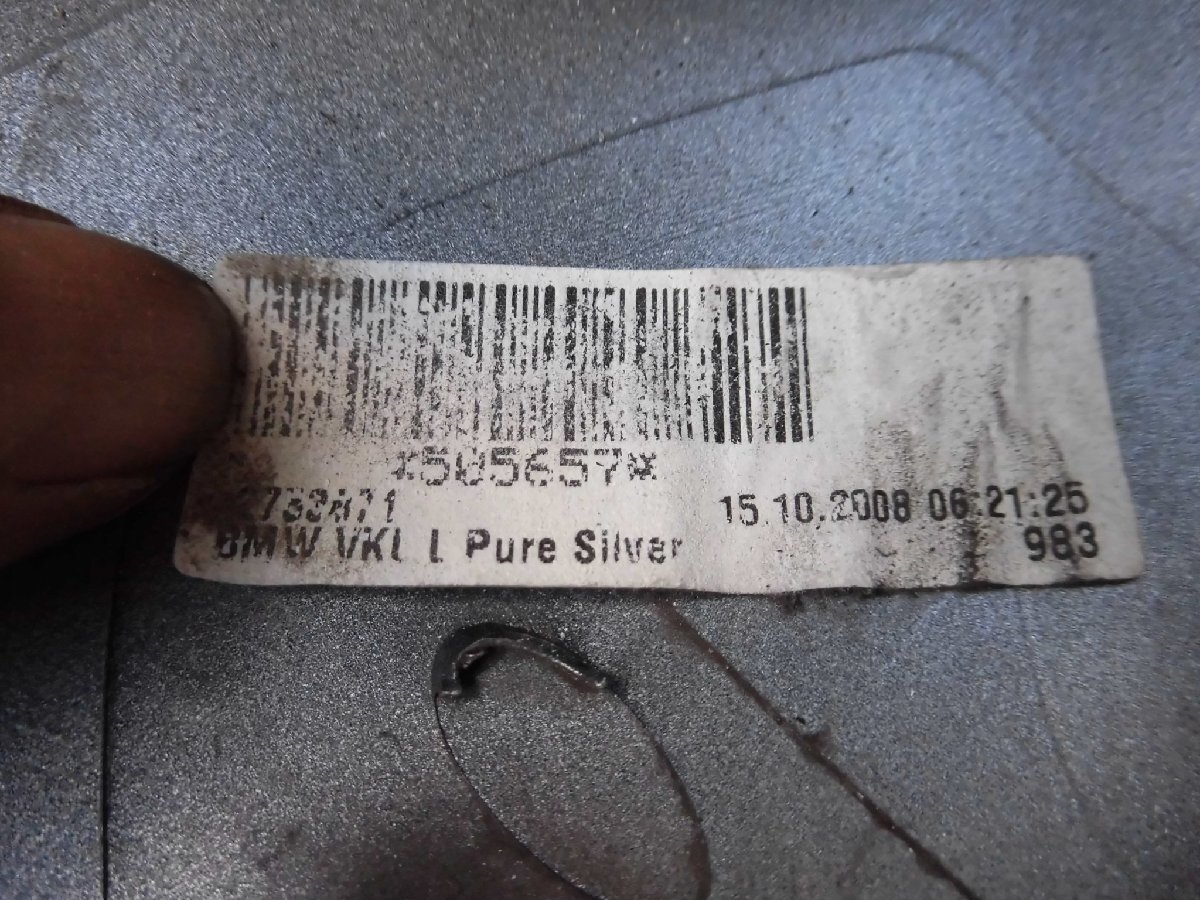 *505657*
15.10.2008 06:21:25
BMW VKL L Pure Silver
983